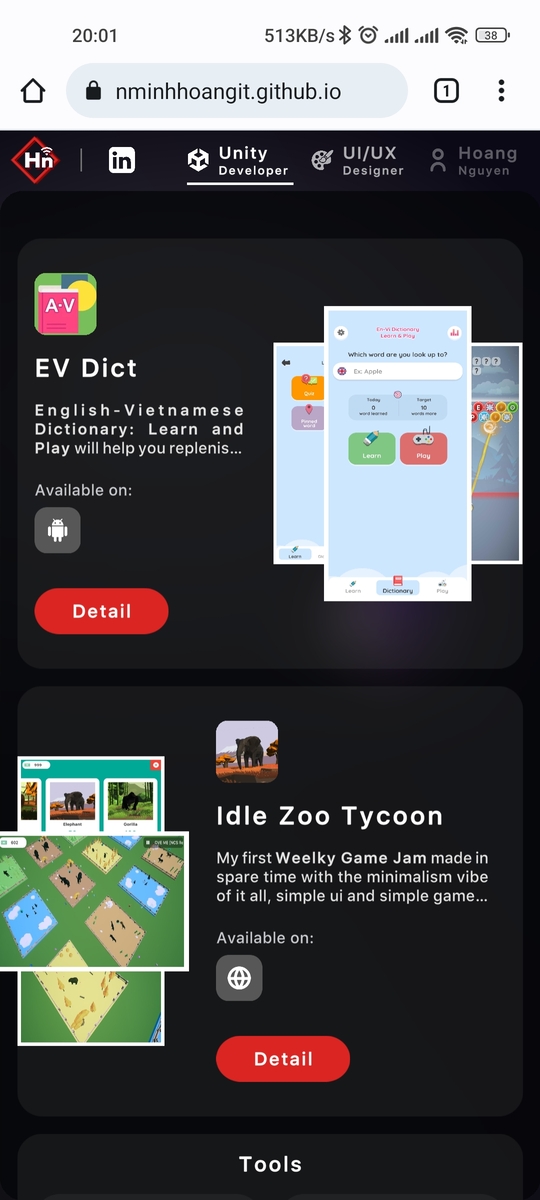 20:01
513KB/s
38
nminhhoangit.github.io
1
Hn
in
Unity
Developer
UI/UX
Designer
Hoang
Nguyen
A-V
EV Dict
English-Vietnamese
Dictionary: Learn and
Play will help you replenis...
Available on:
Detail
En-Vi Dictionary
Learn & Play
Which word are you look up to?
Ex: Apple
Today
0
word learned
Target
10
words more
Learn
Play
Learn
Dictionary
Play
Quiz
Pinned
word
Learn
Idle Zoo Tycoon
My first Weelky Game Jam made in
spare time with the minimalism vibe
of it all, simple ui and simple game...
Available on:
Detail
Elephant
Gorilla
Tools